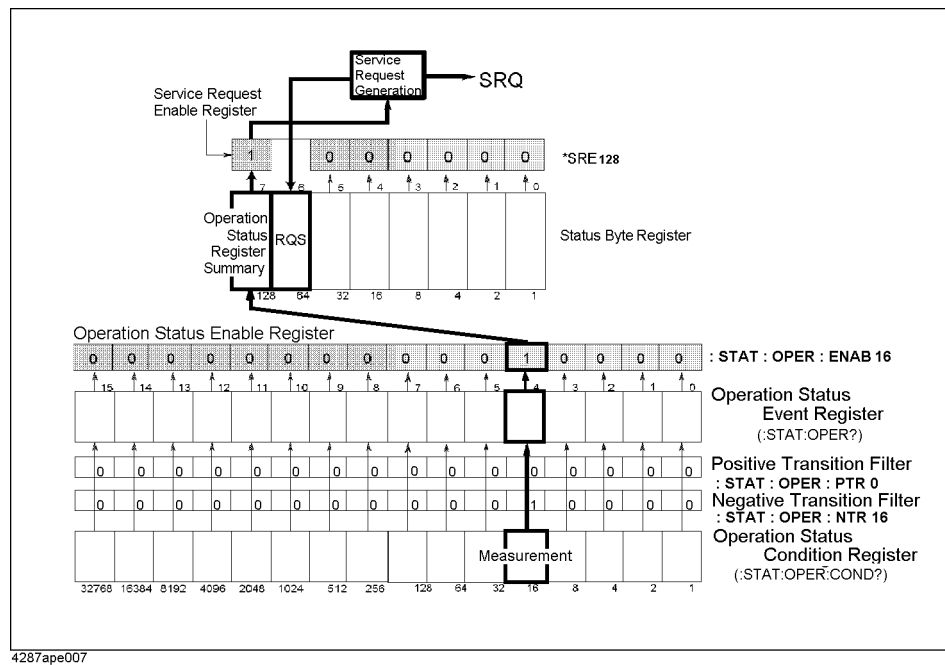 Service
Request
Generation
SRQ
Service Request
Enable Register
1 0 0 0 0 0 0
*SRE 128
7 6 5 4 3 2 1 0
Operation
Status
Register
Summary
RQS
Status Byte Register
128 64 32 16 8 4 2 1
Operation Status Enable Register
0 0 0 0 0 0 0 0 0 0 0 1 0 0 0 0
: STAT : OPER : ENAB 16
15 14 13 12 11 10 9 8 7 6 5 4 3 2 1 0
Operation Status
Event Register
(:STAT:OPER?)
0 0 0 0 0 0 0 0 0 0 0 0 0 0 0 0
Positive Transition Filter
: STAT : OPER : PTR 0
0 0 0 0 0 0 0 0 0 0 0 1 0 0 0 0
Negative Transition Filter
: STAT : OPER : NTR 16
Operation Status
Condition Register
(:STAT:OPER:COND?)
Measurement
32768 16384 8192 4096 2048 1024 512 256 128 64 32 16 8 4 2 1
4287ape007